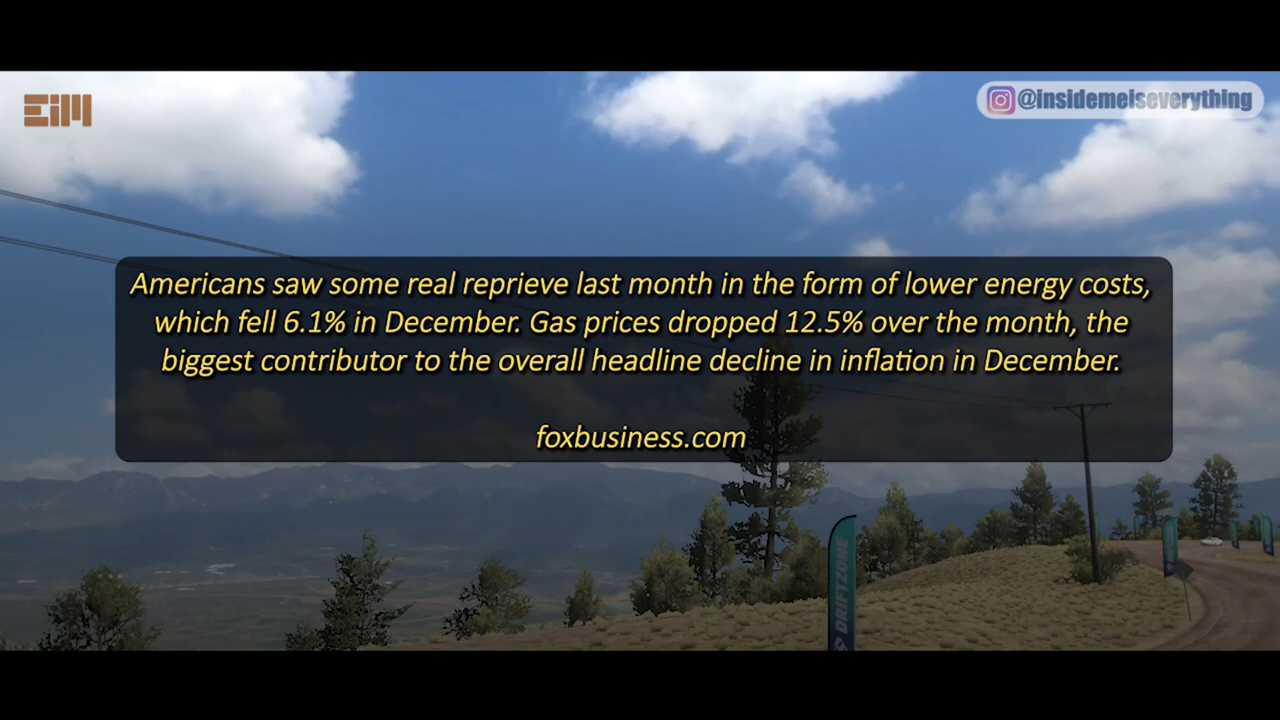 EiM
@insidemeiseverything
Americans saw some real reprieve last month in the form of lower energy costs,
which fell 6.1% in December. Gas prices dropped 12.5% over the month, the
biggest contributor to the overall headline decline in inflation in December.
foxbusiness.com
DRIFTZONE